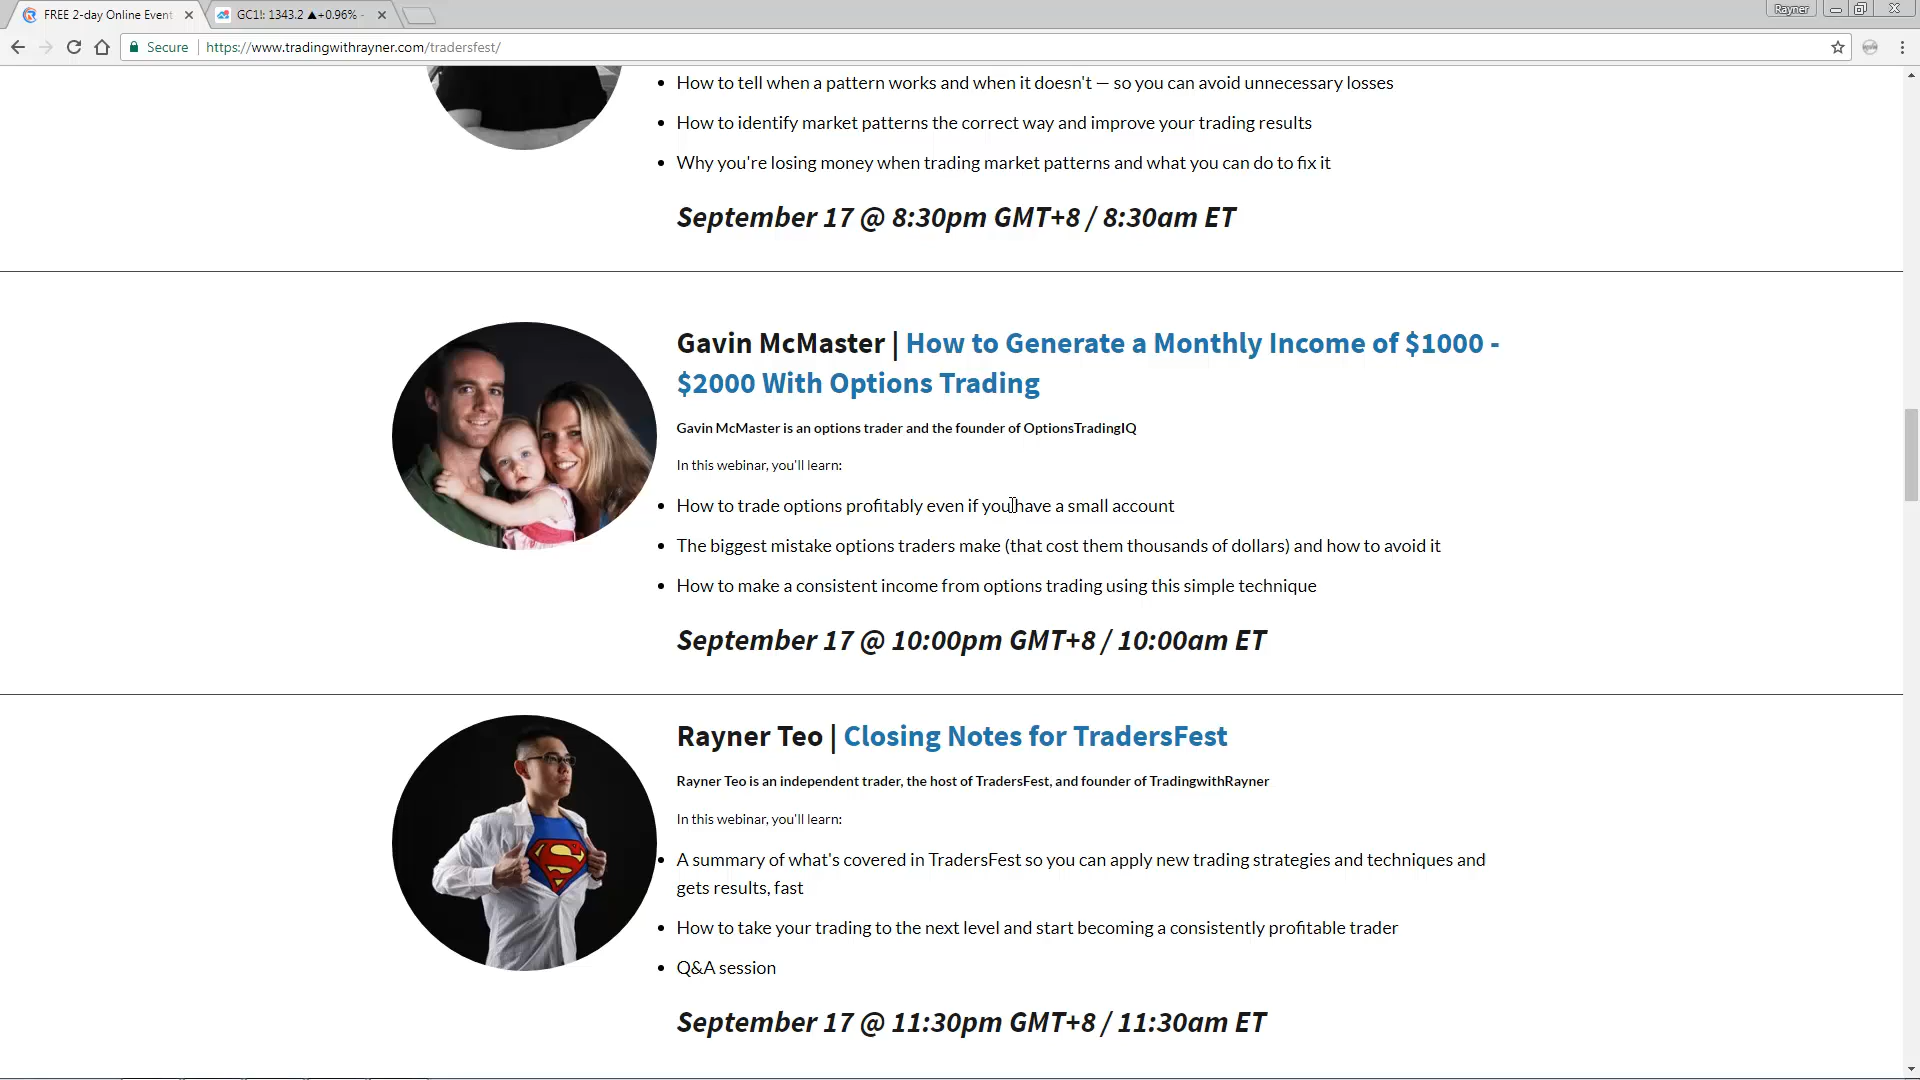 FREE 2-day Online Event
GC1!: 1343.2 ▲+0.96% -
Rayner
Secure
https://www.tradingwithrayner.com/tradersfest/
How to tell when a pattern works and when it doesn't — so you can avoid unnecessary losses
How to identify market patterns the correct way and improve your trading results
Why you're losing money when trading market patterns and what you can do to fix it
September 17 @ 8:30pm GMT+8 / 8:30am ET
Gavin McMaster | How to Generate a Monthly Income of $1000 -
$2000 With Options Trading
Gavin McMaster is an options trader and the founder of OptionsTradingIQ
In this webinar, you'll learn:
How to trade options profitably even if you have a small account
The biggest mistake options traders make (that cost them thousands of dollars) and how to avoid it
How to make a consistent income from options trading using this simple technique
September 17 @ 10:00pm GMT+8 / 10:00am ET
Rayner Teo | Closing Notes for TradersFest
Rayner Teo is an independent trader, the host of TradersFest, and founder of TradingwithRayner
In this webinar, you'll learn:
A summary of what's covered in TradersFest so you can apply new trading strategies and techniques and
gets results, fast
How to take your trading to the next level and start becoming a consistently profitable trader
Q&A session
September 17 @ 11:30pm GMT+8 / 11:30am ET